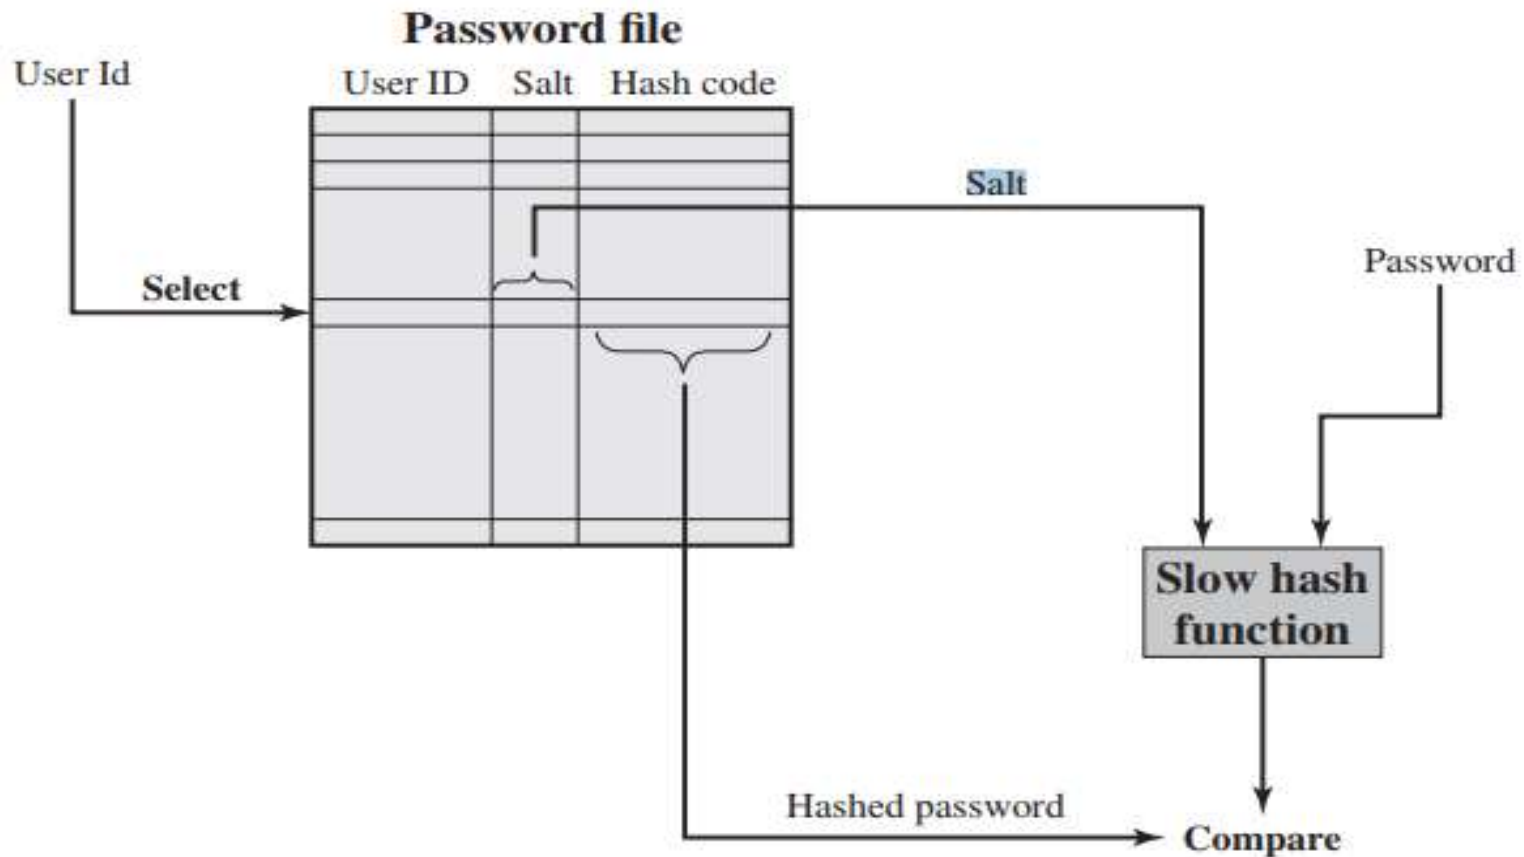 Password file
User Id
User ID Salt Hash code
Salt
Password
Select
Slow hash
function
Hashed password
Compare